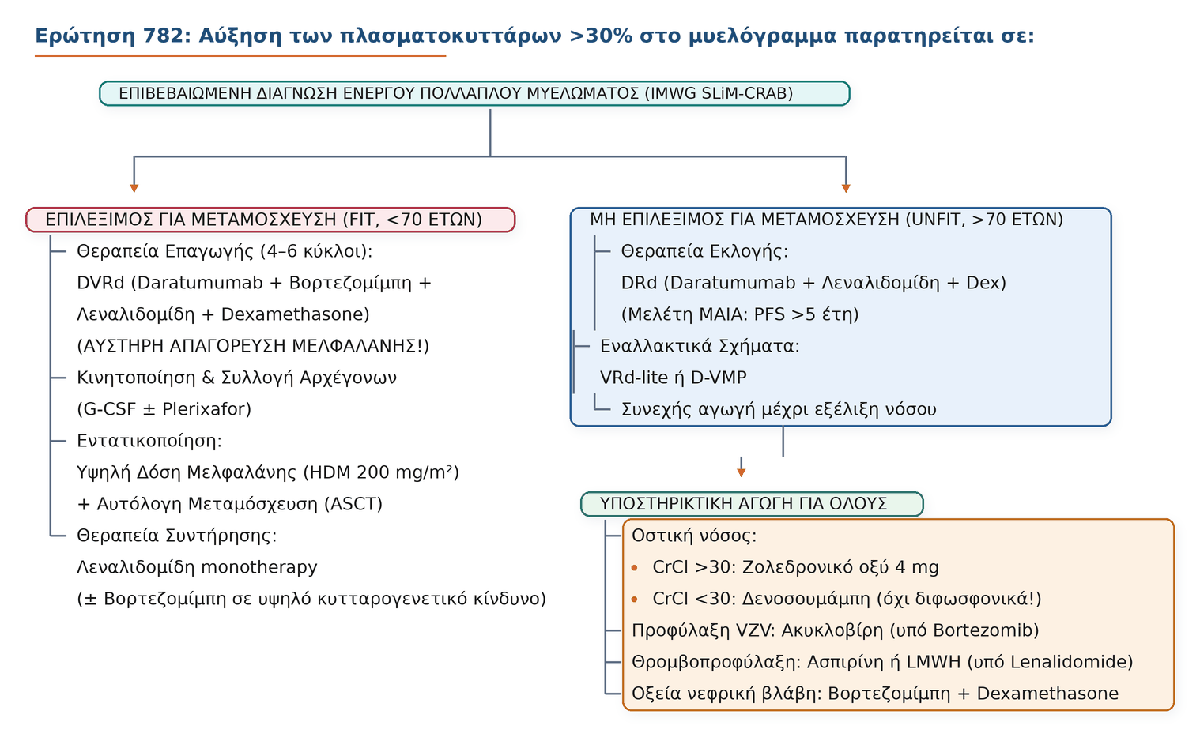 Ερώτηση 782: Αύξηση των πλασματοκυττάρων >30% στο μυελόγραμμα παρατηρείται σε:
ΕΠΙΒΕΒΑΙΩΜΕΝΗ ΔΙΑΓΝΩΣΗ ΕΝΕΡΓΟΥ ΠΟΛΛΑΠΛΟΥ ΜΥΕΛΩΜΑΤΟΣ (IMWG SLiM-CRAB)
ΕΠΙΛΕΞΙΜΟΣ ΓΙΑ ΜΕΤΑΜΟΣΧΕΥΣΗ (FIT, <70 ΕΤΩΝ)
Θεραπεία Επαγωγής (4–6 κύκλοι):
DVRd (Daratumumab + Βορτεζομίμπη +
Λεναλιδομίδη + Dexamethasone)
(ΑΥΣΤΗΡΗ ΑΠΑΓΟΡΕΥΣΗ ΜΕΛΦΑΛΑΝΗΣ!)
Κινητοποίηση & Συλλογή Αρχέγονων
(G-CSF ± Plerixafor)
Εντατικοποίηση:
Υψηλή Δόση Μελφαλάνης (HDM 200 mg/m²)
+ Αυτόλογη Μεταμόσχευση (ASCT)
Θεραπεία Συντήρησης:
Λεναλιδομίδη monotherapy
(± Βορτεζομίμπη σε υψηλό κυτταρογενετικό κίνδυνο)
ΜΗ ΕΠΙΛΕΞΙΜΟΣ ΓΙΑ ΜΕΤΑΜΟΣΧΕΥΣΗ (UNFIT, >70 ΕΤΩΝ)
Θεραπεία Εκλογής:
DRd (Daratumumab + Λεναλιδομίδη + Dex)
(Μελέτη MAIA: PFS >5 έτη)
Εναλλακτικά Σχήματα:
VRd-lite ή D-VMP
Συνεχής αγωγή μέχρι εξέλιξη νόσου
ΥΠΟΣΤΗΡΙΚΤΙΚΗ ΑΓΩΓΗ ΓΙΑ ΟΛΟΥΣ
Οστική νόσος:
• CrCl >30: Ζολεδρονικό οξύ 4 mg
• CrCl <30: Δενοσουμάμπη (όχι διφωσφονικά!)
Προφύλαξη VZV: Ακυκλοβίρη (υπό Bortezomib)
Θρομβοπροφύλαξη: Ασπιρίνη ή LMWH (υπό Lenalidomide)
Οξεία νεφρική βλάβη: Βορτεζομίμπη + Dexamethasone